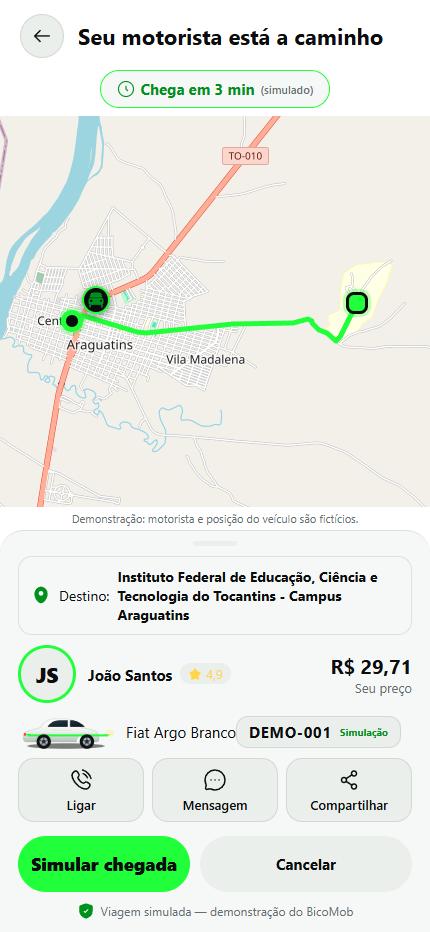 Seu motorista está a caminho
Chega em 3 min (simulado)
TO-010
Cent
Araguatins
Vila Madalena
Demonstração: motorista e posição do veículo são fictícios.
Destino:
Instituto Federal de Educação, Ciência e
Tecnologia do Tocantins - Campus
Araguatins
JS
João Santos
4,9
R$ 29,71
Seu preço
Fiat Argo Branco
DEMO-001 Simulação
Ligar
Mensagem
Compartilhar
Simular chegada
Cancelar
Viagem simulada — demonstração do BicoMob